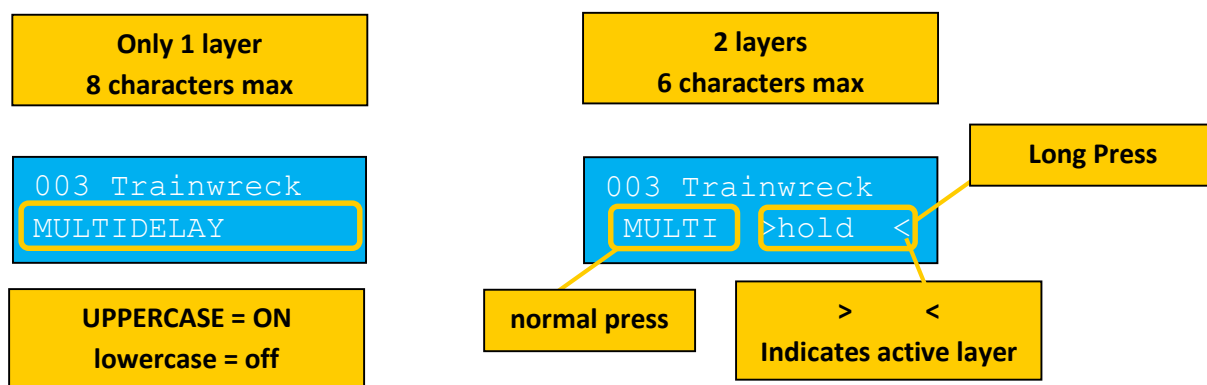 Only 1 layer
8 characters max
003 Trainwreck
MULTIDELAY
UPPERCASE = ON
lowercase = off
2 layers
6 characters max
Long Press
003 Trainwreck
MULTI >hold <
normal press
> <
Indicates active layer